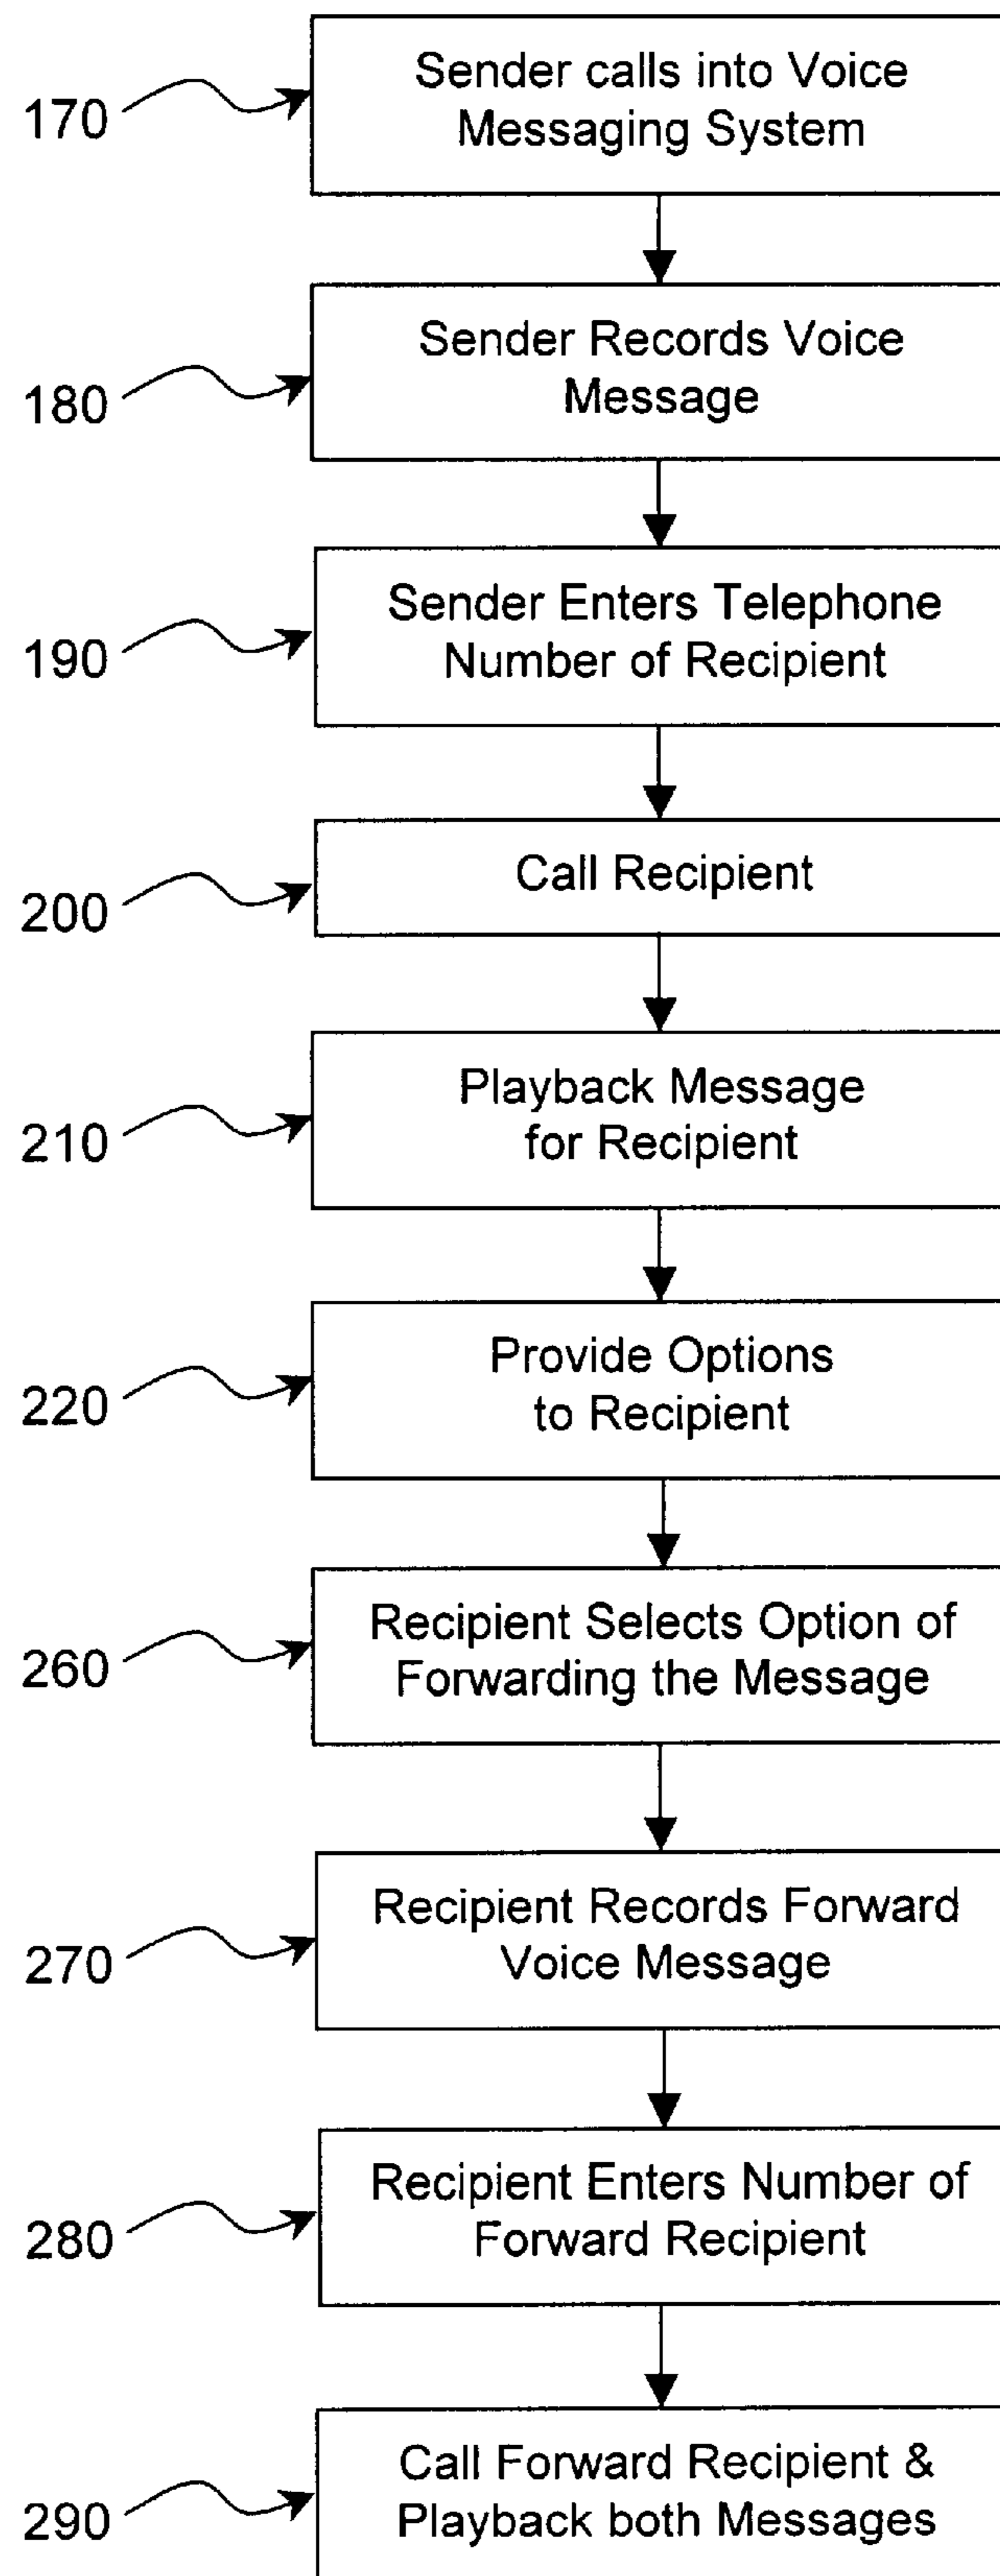 170
Sender calls into Voice
Messaging System
180
Sender Records Voice
Message
190
Sender Enters Telephone
Number of Recipient
200
Call Recipient
210
Playback Message
for Recipient
220
Provide Options
to Recipient
260
Recipient Selects Option of
Forwarding the Message
270
Recipient Records Forward
Voice Message
280
Recipient Enters Number of
Forward Recipient
290
Call Forward Recipient &
Playback both Messages